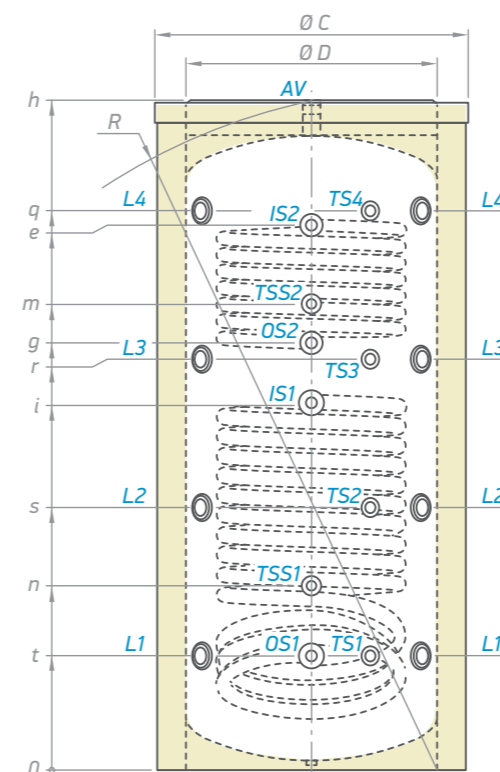 Ø C
Ø D
AV
h
R
L4 TS4 L4
q
IS2
e
TSS2
m
OS2
g
L3 TS3 L3
r
IS1
i
L2 TS2 L2
s
TSS1
n
L1 OS1 TS1 L1
t
0